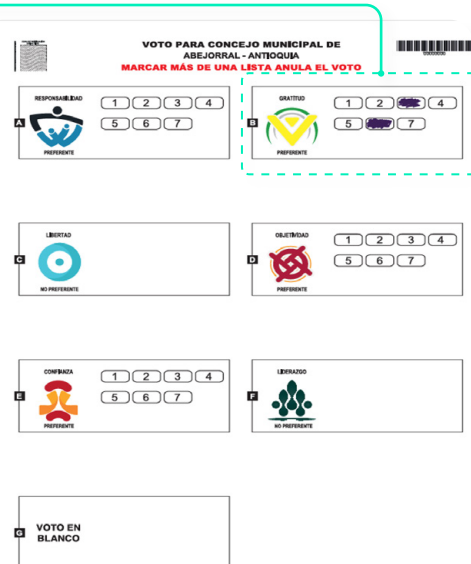 VOTO PARA CONCEJO MUNICIPAL DE
ABEJORRAL - ANTIOQUIA
MARCAR MÁS DE UNA LISTA ANULA EL VOTO
A
RESPONSABILIDAD
PREFERENTE
1 2 3 4
5 6 7
B
GRATITUD
PREFERENTE
1 2 4
5 7
C
LIBERTAD
NO PREFERENTE
D
OBJETIVIDAD
PREFERENTE
1 2 3 4
5 6 7
E
CONFIANZA
PREFERENTE
1 2 3 4
5 6 7
F
LIDERAZGO
NO PREFERENTE
G
VOTO EN
BLANCO